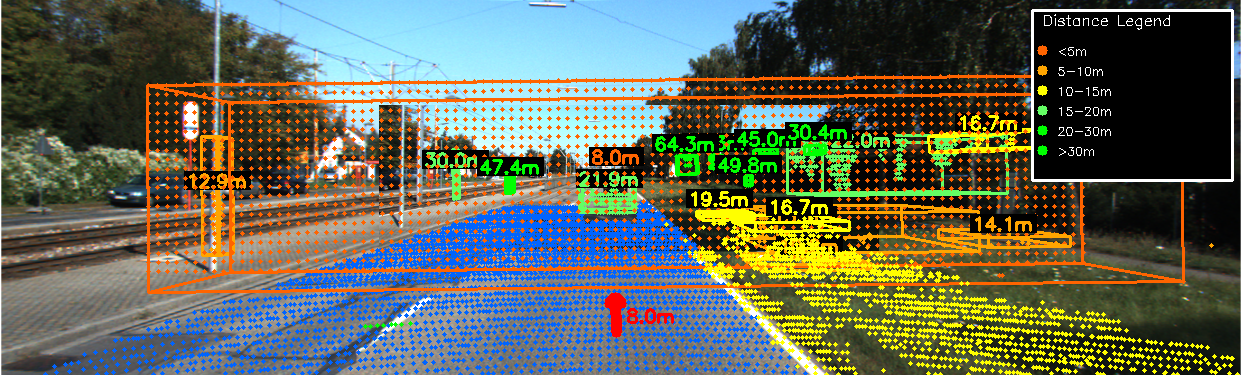 Distance Legend
<5m
5-10m
10-15m
15-20m
20-30m
>30m
16.7m
30.4m
45.0m
64.3m
8.0m
30.0m
47.4m
49.8m
21.9m
12.9m
19.5m
16.7m
14.1m
8.0m